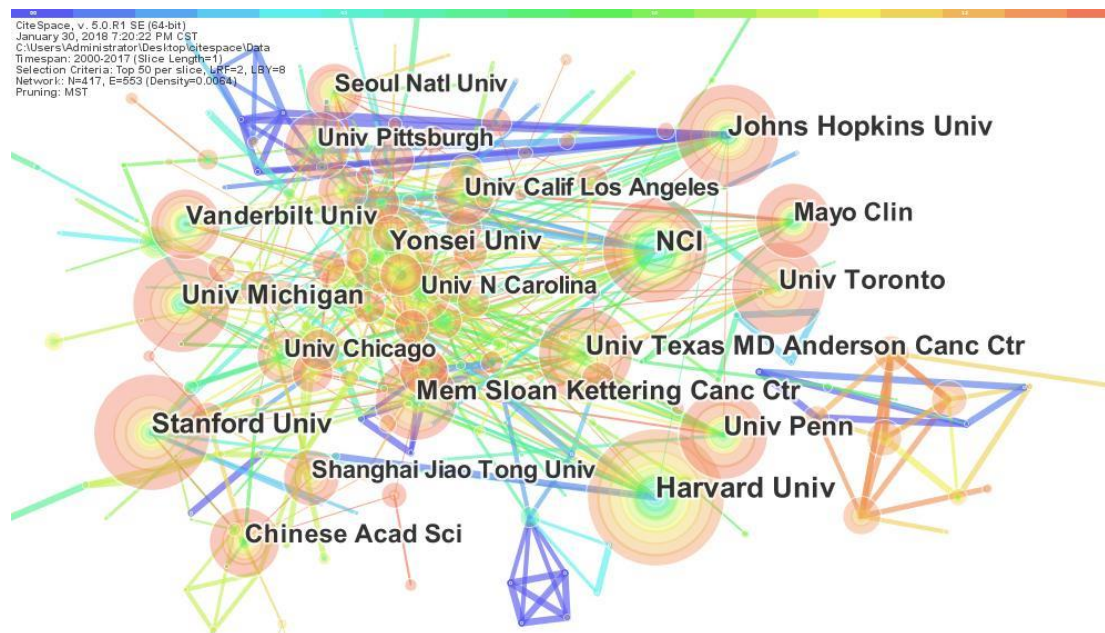 CiteSpace, v. 5.0.R1 SE (64-bit)
January 30, 2018 7:20:22 PM CST
C:\Users\Administrator\Desktop\citespace\Data
Timespan: 2000-2017 (Slice Length=1)
Selection Criteria: Top 50 per slice, LRF=2, LBY=8
Network: N=417, E=553 (Density=0.0064)
Pruning: MST
Seoul Natl Univ
Johns Hopkins Univ
Univ Pittsburgh
Univ Calif Los Angeles
Vanderbilt Univ
Mayo Clin
Yonsei Univ
NCI
Univ N Carolina
Univ Toronto
Univ Michigan
Univ Chicago
Univ Texas MD Anderson Canc Ctr
Mem Sloan Kettering Canc Ctr
Stanford Univ
Univ Penn
Shanghai Jiao Tong Univ
Harvard Univ
Chinese Acad Sci